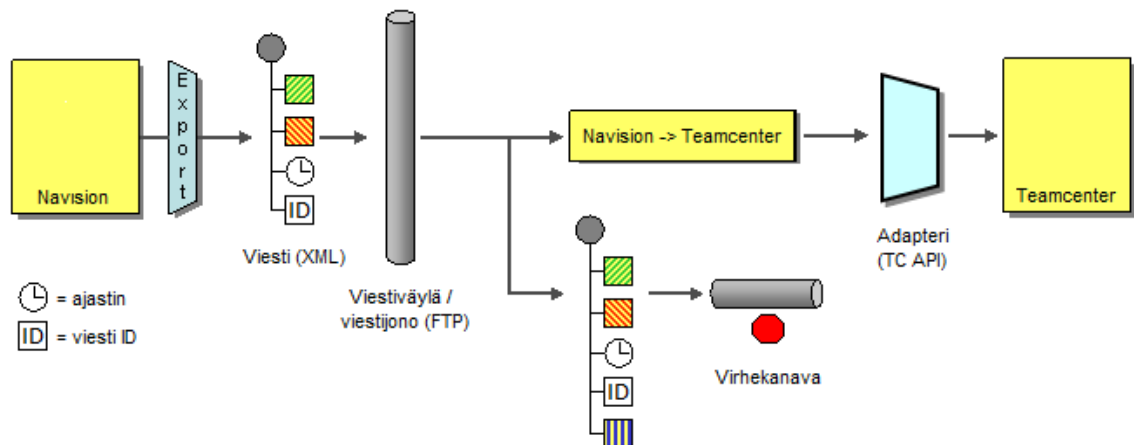 Navision
Export
ID
Viesti (XML)
= ajastin
ID = viesti ID
Viestiväylä /
viestijono (FTP)
Navision -> Teamcenter
Adapteri
(TC API)
Teamcenter
ID
Virhekanava